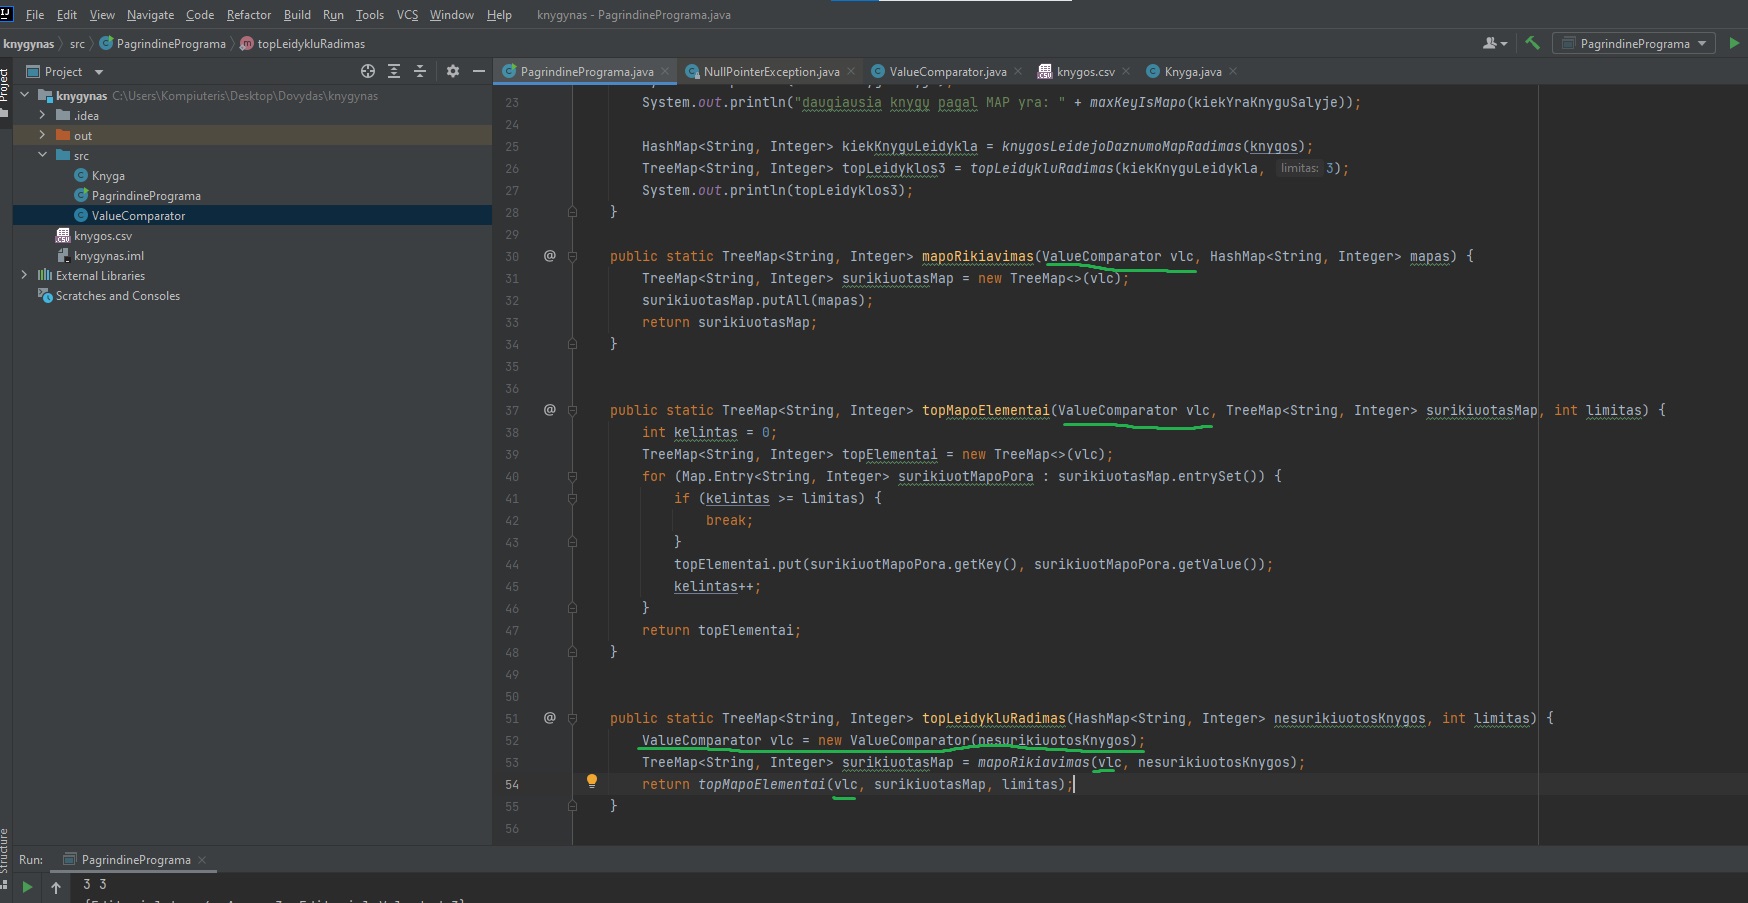 File Edit View Navigate Code Refactor Build Run Tools VCS Window Help knygynas - PagrindinePrograma.java
knygynas src PagrindinePrograma topLeidykluRadimas PagrindinePrograma
Project
Project
PagrindinePrograma.java NullPointerException.java ValueComparator.java knygos.csv Knyga.java
knygynas C:\Users\Kompiuteris\Desktop\Dovydas\knygynas
.idea
out
src
Knyga
PagrindinePrograma
ValueComparator
knygos.csv
knygynas.iml
External Libraries
Scratches and Consoles
23 System.out.println("daugiausia knygu pagal MAP yra: " + maxKeyIsMapo(kiekYraKnyguSalyje));
24
25 HashMap<String, Integer> kiekKnyguLeidykla = knygosLeidejoDaznumoMapRadimas(knygos);
26 TreeMap<String, Integer> topLeidyklos3 = topLeidykluRadimas(kiekKnyguLeidykla, limitas: 3);
27 System.out.println(topLeidyklos3);
28 }
29
30 @ public static TreeMap<String, Integer> mapoRikiavimas(ValueComparator vlc, HashMap<String, Integer> mapas) {
31 TreeMap<String, Integer> surikiuotasMap = new TreeMap<>(vlc);
32 surikiuotasMap.putAll(mapas);
33 return surikiuotasMap;
34 }
35
36
37 @ public static TreeMap<String, Integer> topMapoElementai(ValueComparator vlc, TreeMap<String, Integer> surikiuotasMap, int limitas) {
38 int kelintas = 0;
39 TreeMap<String, Integer> topElementai = new TreeMap<>(vlc);
40 for (Map.Entry<String, Integer> surikiuotMapoPora : surikiuotasMap.entrySet()) {
41 if (kelintas >= limitas) {
42 break;
43 }
44 topElementai.put(surikiuotMapoPora.getKey(), surikiuotMapoPora.getValue());
45 kelintas++;
46 }
47 return topElementai;
48 }
49
50
51 @ public static TreeMap<String, Integer> topLeidykluRadimas(HashMap<String, Integer> nesurikiuotosKnygos, int limitas) {
52 ValueComparator vlc = new ValueComparator(nesurikiuotosKnygos);
53 TreeMap<String, Integer> surikiuotasMap = mapoRikiavimas(vlc, nesurikiuotosKnygos);
54 return topMapoElementai(vlc, surikiuotasMap, limitas);
55 }
56
Structure
Run: PagrindinePrograma
3 3